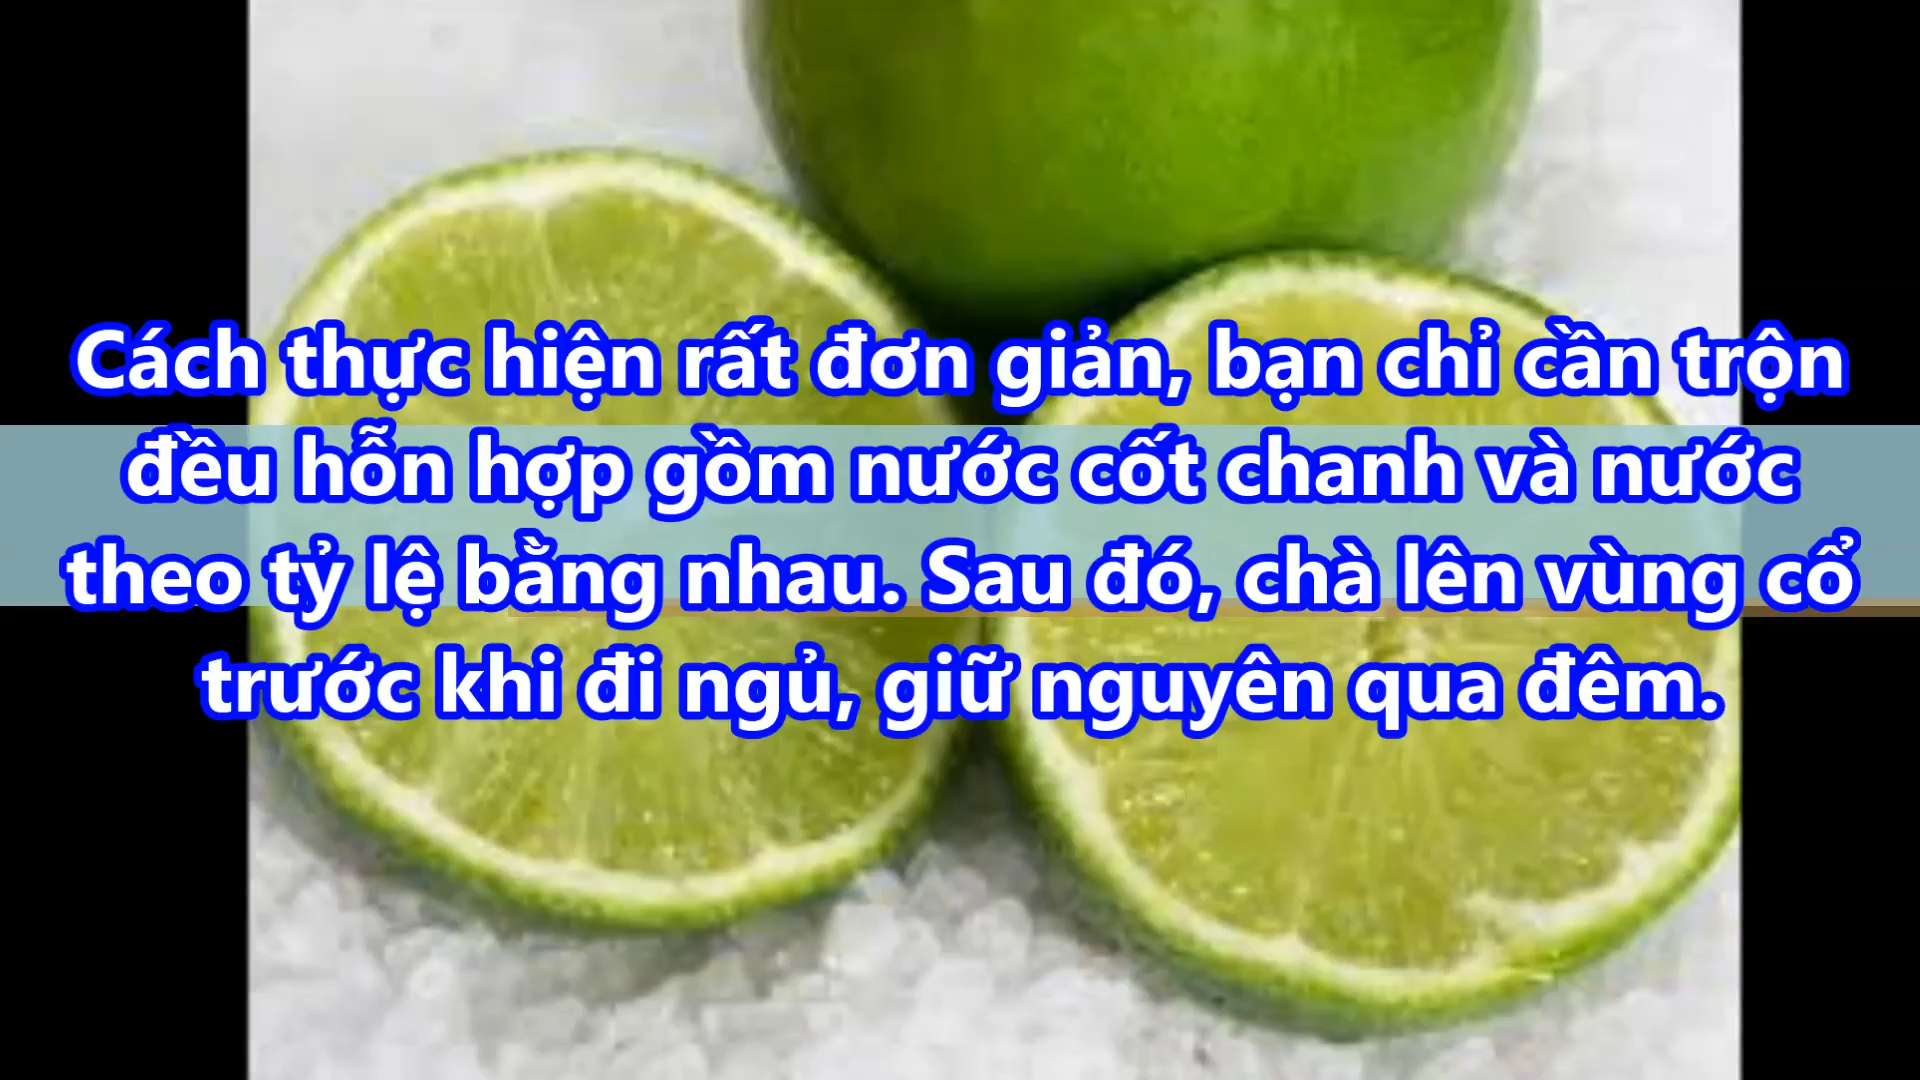 Cách thực hiện rất đơn giản, bạn chỉ cần trộn
đều hỗn hợp gồm nước cốt chanh và nước
theo tỷ lệ bằng nhau. Sau đó, chà lên vùng cổ
trước khi đi ngủ, giữ nguyên qua đêm.